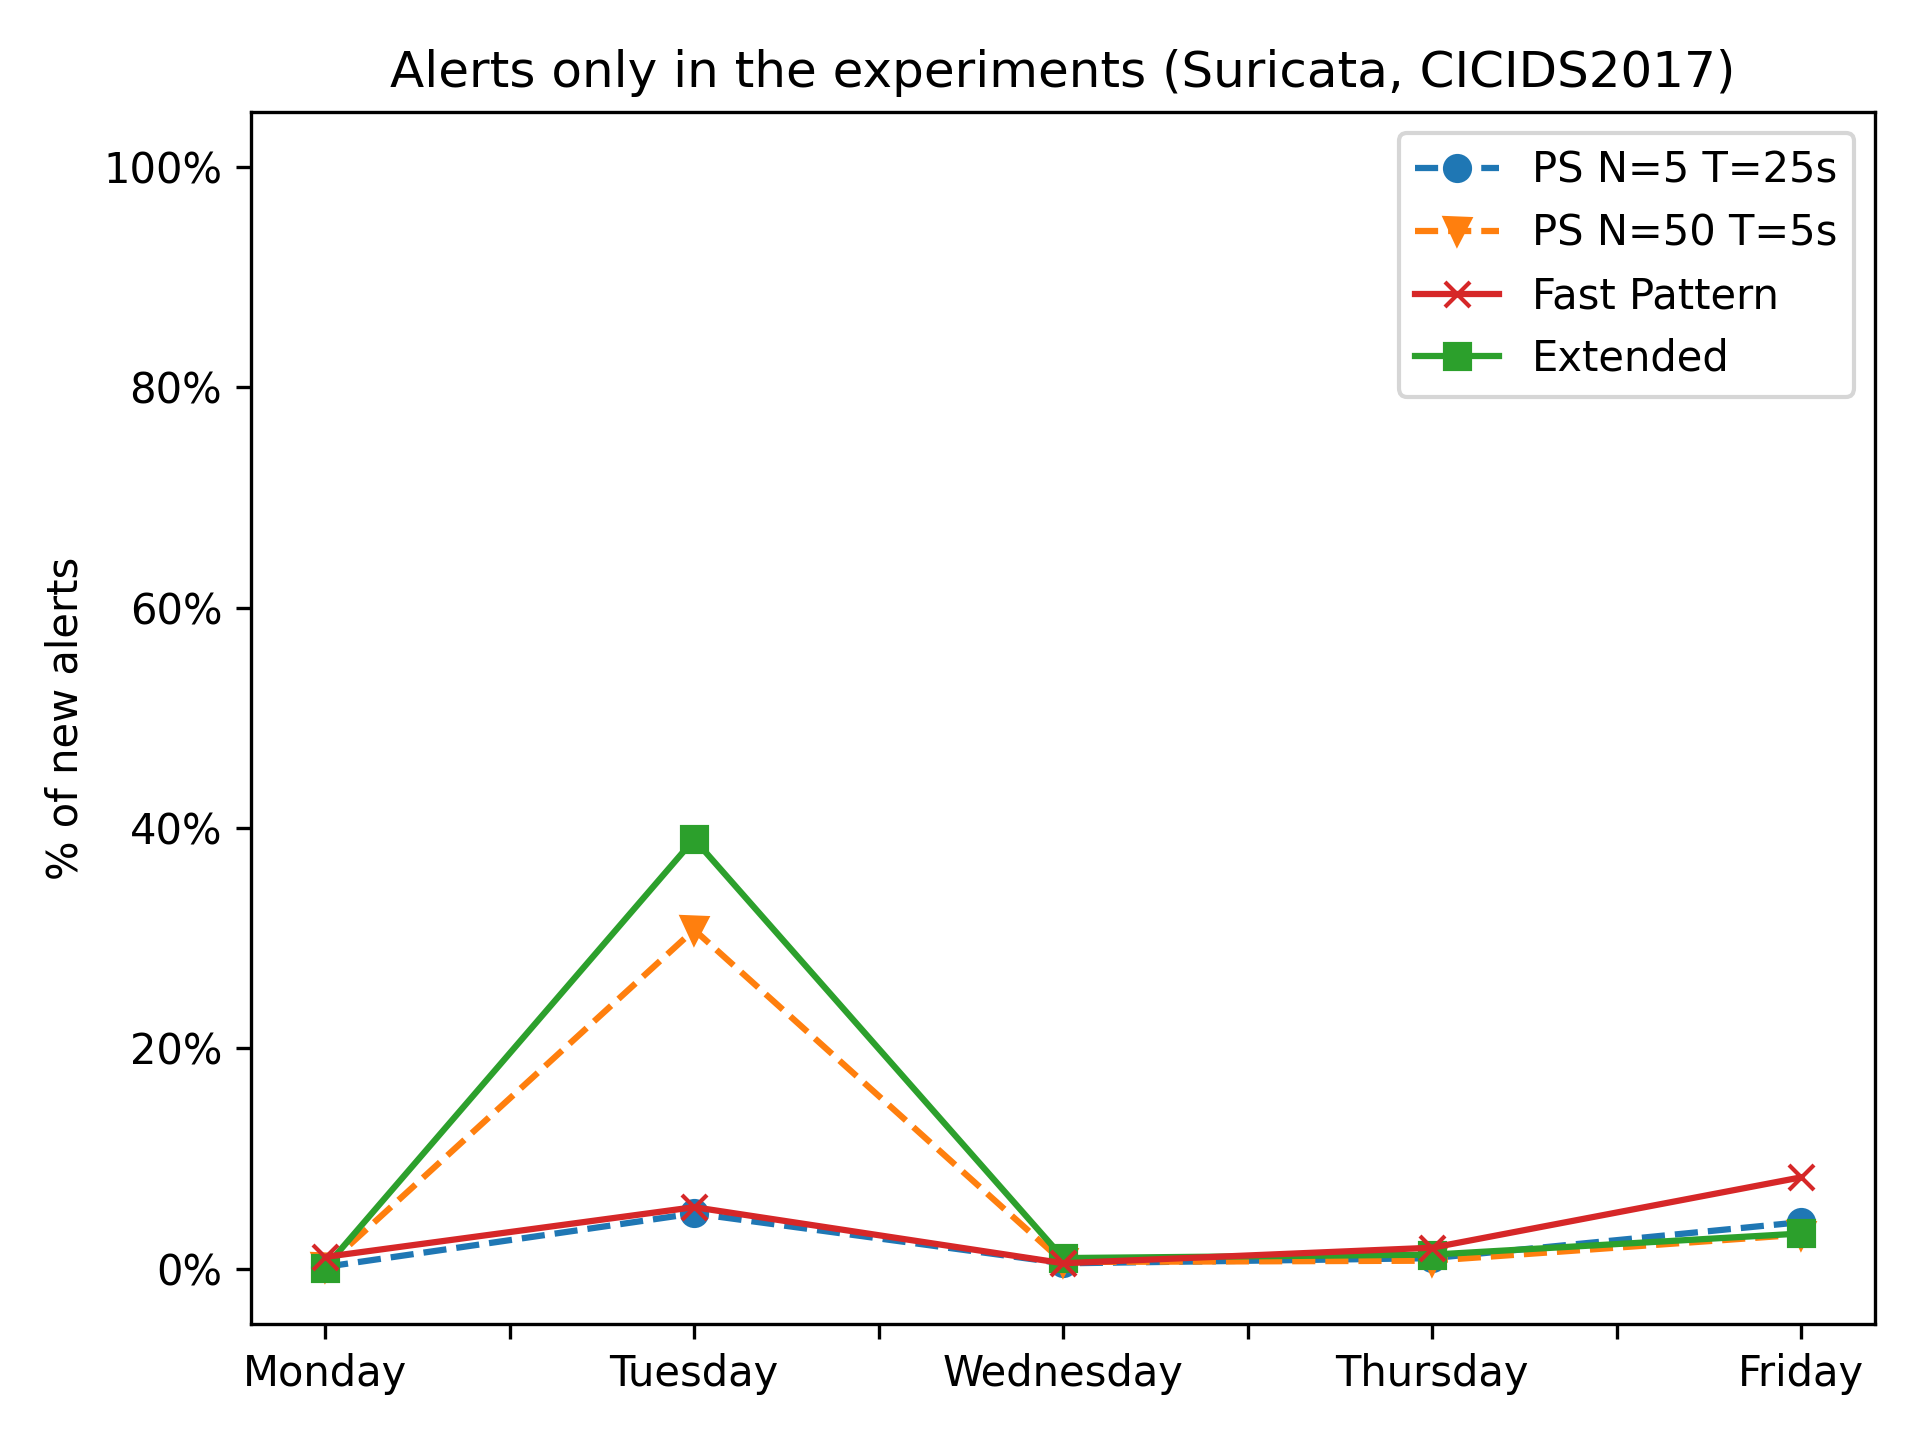 Alerts only in the experiments (Suricata, CICIDS2017)
PS N=5 T=25s
PS N=50 T=5s
Fast Pattern
Extended
% of new alerts
100%
80%
60%
40%
20%
0%
Monday Tuesday Wednesday Thursday Friday